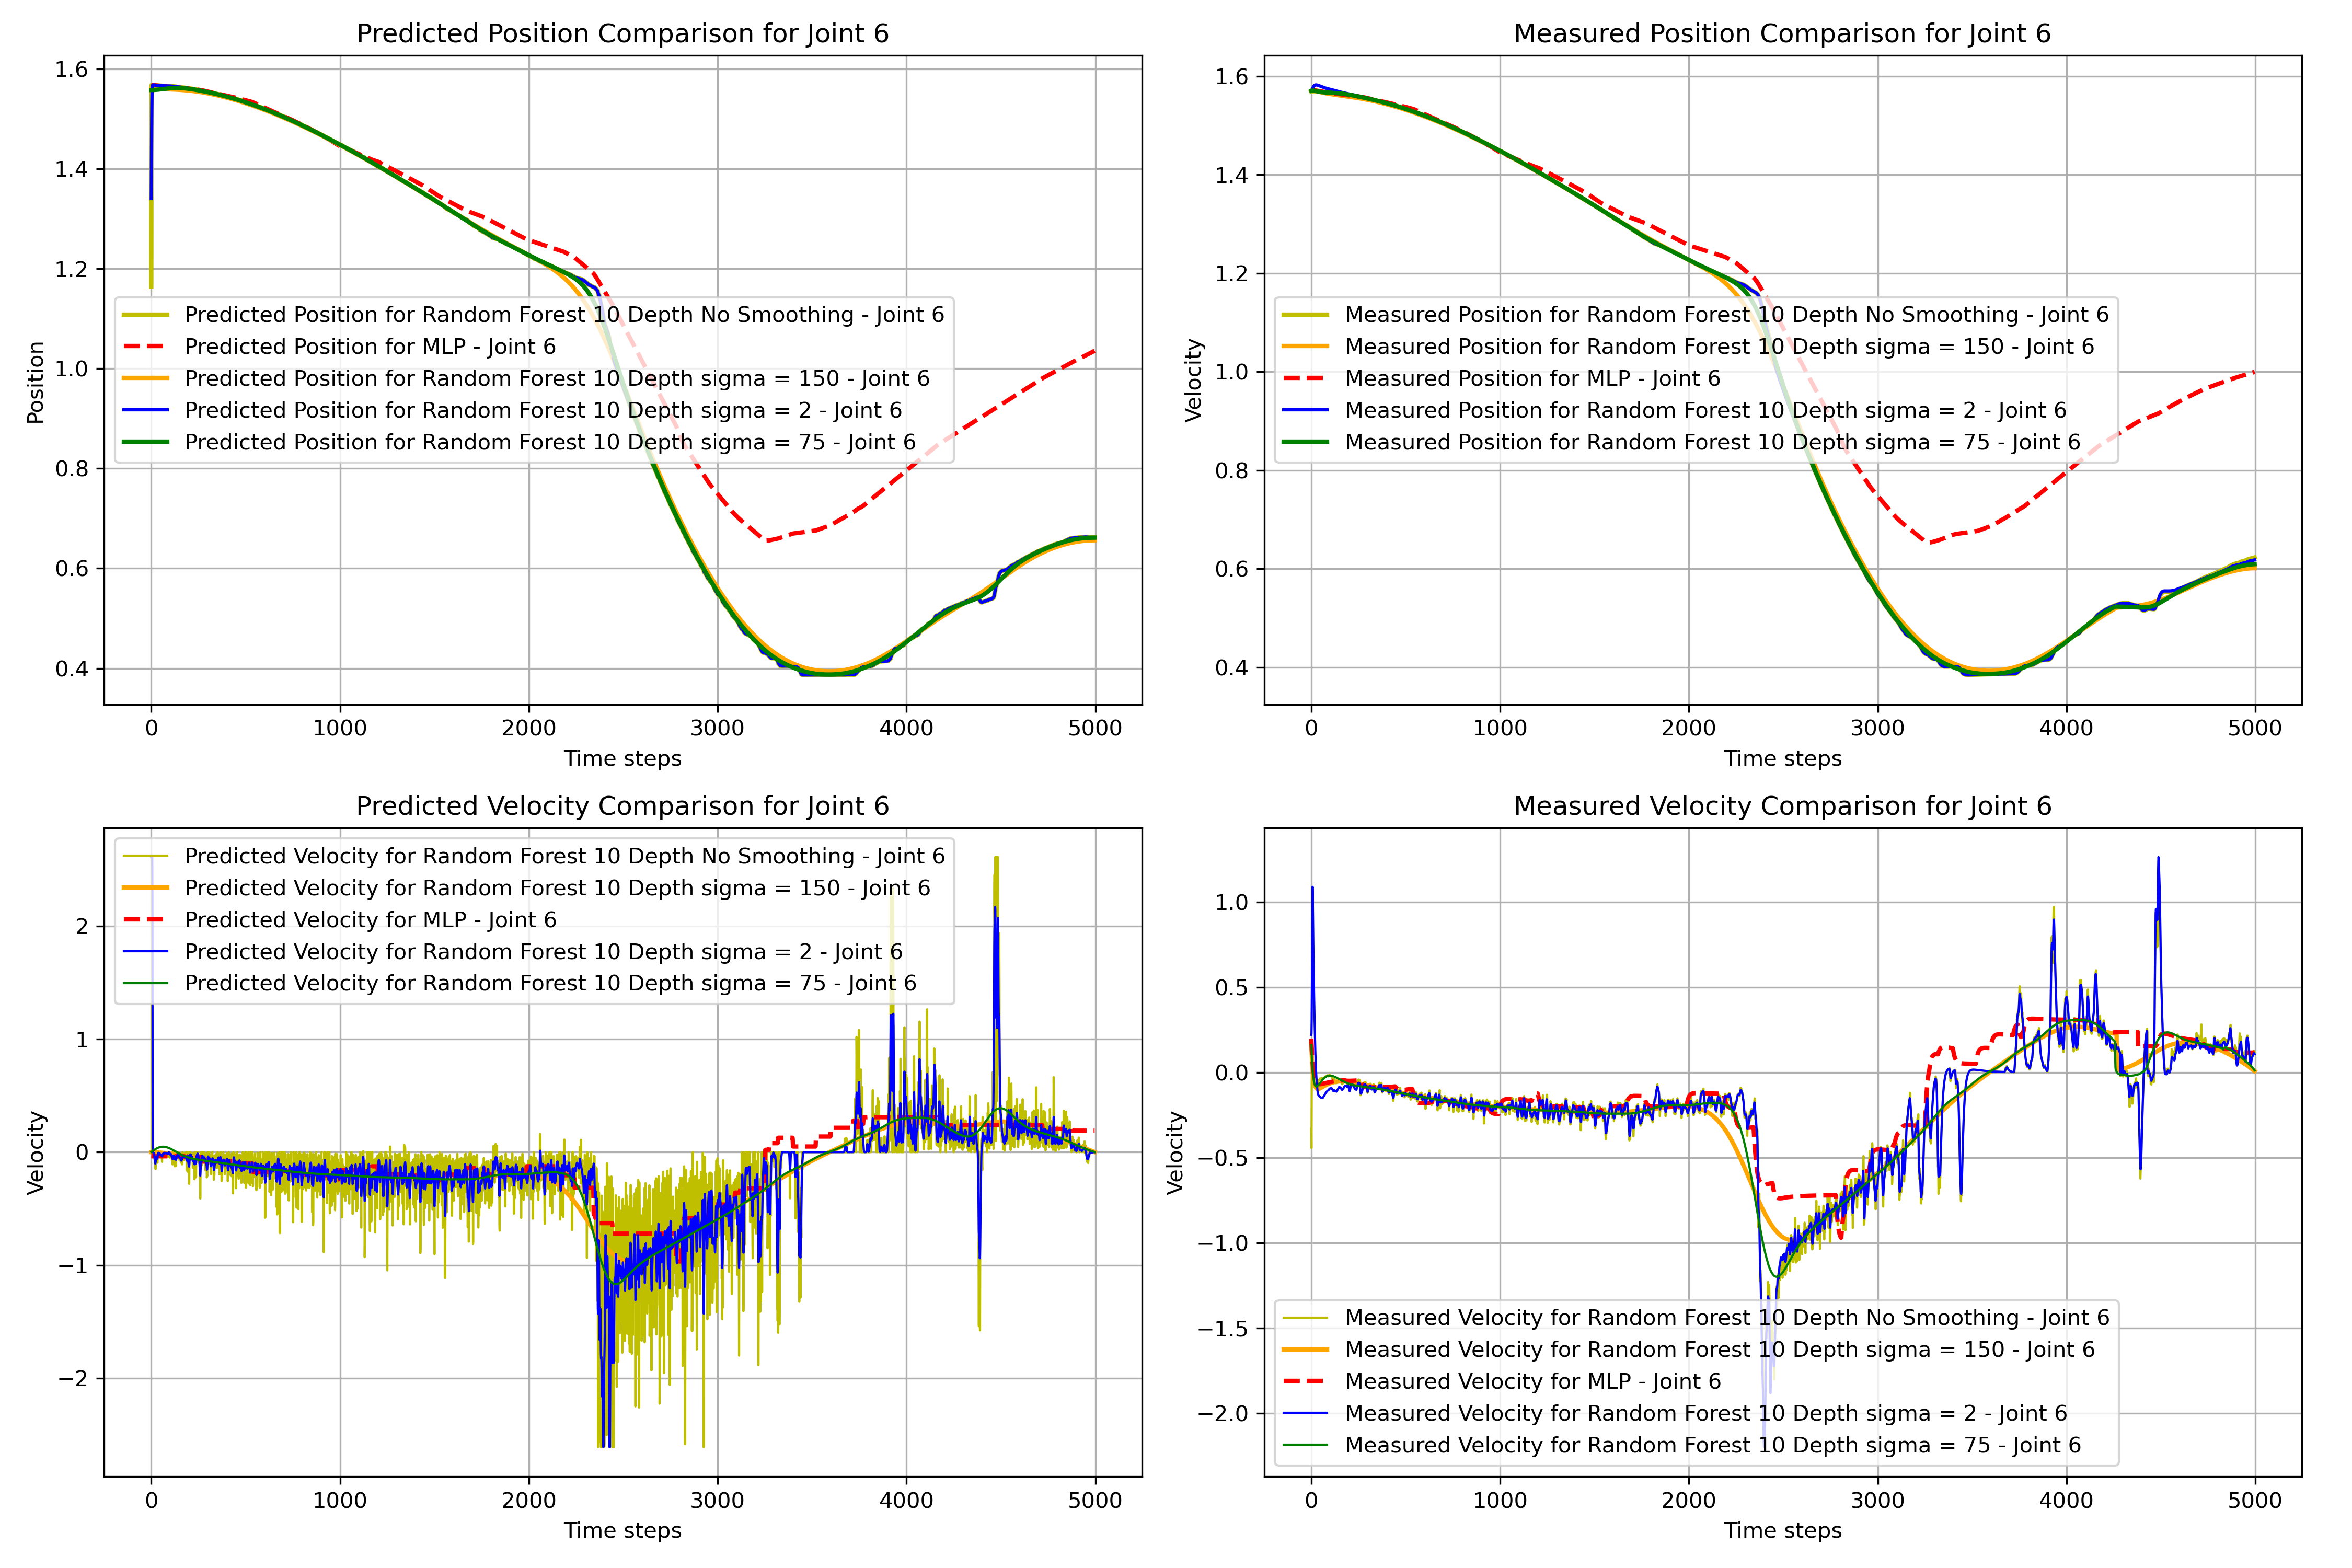 Predicted Position Comparison for Joint 6
1.6
1.4
1.2
1.0
0.8
0.6
0.4
Position
Predicted Position for Random Forest 10 Depth No Smoothing - Joint 6
Predicted Position for MLP - Joint 6
Predicted Position for Random Forest 10 Depth sigma = 150 - Joint 6
Predicted Position for Random Forest 10 Depth sigma = 2 - Joint 6
Predicted Position for Random Forest 10 Depth sigma = 75 - Joint 6
0 1000 2000 3000 4000 5000
Time steps
Measured Position Comparison for Joint 6
1.6
1.4
1.2
1.0
0.8
0.6
0.4
Velocity
Measured Position for Random Forest 10 Depth No Smoothing - Joint 6
Measured Position for Random Forest 10 Depth sigma = 150 - Joint 6
Measured Position for MLP - Joint 6
Measured Position for Random Forest 10 Depth sigma = 2 - Joint 6
Measured Position for Random Forest 10 Depth sigma = 75 - Joint 6
0 1000 2000 3000 4000 5000
Time steps
Predicted Velocity Comparison for Joint 6
2
1
0
−1
−2
Velocity
Predicted Velocity for Random Forest 10 Depth No Smoothing - Joint 6
Predicted Velocity for Random Forest 10 Depth sigma = 150 - Joint 6
Predicted Velocity for MLP - Joint 6
Predicted Velocity for Random Forest 10 Depth sigma = 2 - Joint 6
Predicted Velocity for Random Forest 10 Depth sigma = 75 - Joint 6
0 1000 2000 3000 4000 5000
Time steps
Measured Velocity Comparison for Joint 6
1.0
0.5
0.0
−0.5
−1.0
−1.5
−2.0
Velocity
Measured Velocity for Random Forest 10 Depth No Smoothing - Joint 6
Measured Velocity for Random Forest 10 Depth sigma = 150 - Joint 6
Measured Velocity for MLP - Joint 6
Measured Velocity for Random Forest 10 Depth sigma = 2 - Joint 6
Measured Velocity for Random Forest 10 Depth sigma = 75 - Joint 6
0 1000 2000 3000 4000 5000
Time steps